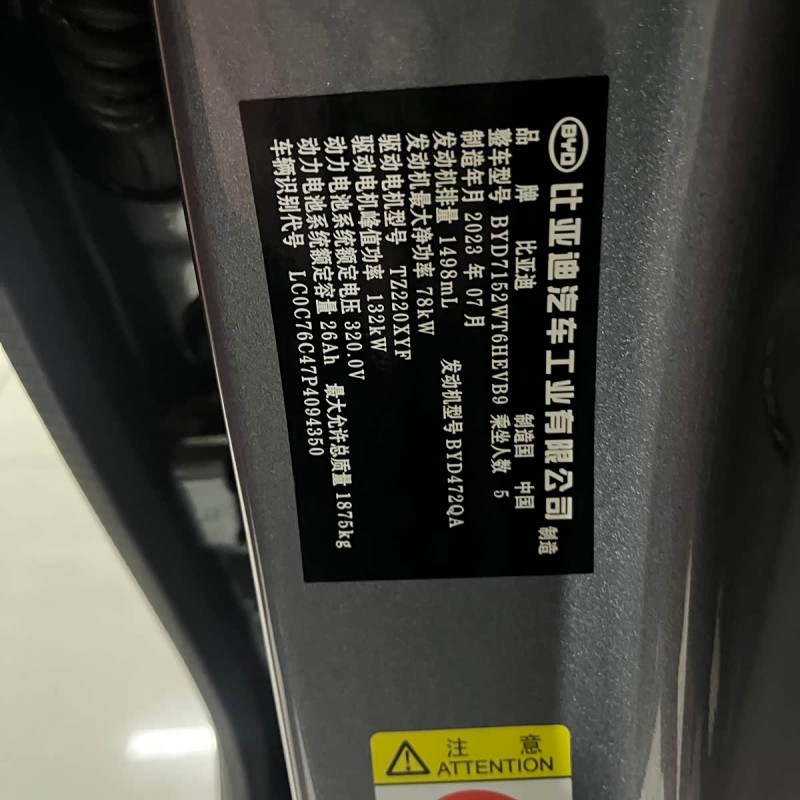 BYD 比亚迪汽车工业有限公司 制造
品牌 比亚迪 制造国 中国
整车型号 BYD7152WT6HEVB9 乘坐人数 5
制造年月 2023 年 07 月
发动机排量 1498mL 发动机型号 BYD472QA
发动机最大净功率 78kW
驱动电机型号 TZ220XYF
驱动电机峰值功率 132kW
动力电池系统额定电压 320.0V
动力电池系统额定容量 26Ah 最大允许总质量 1875kg
车辆识别代号 LC0C76C47P4094350
注意
ATTENTION